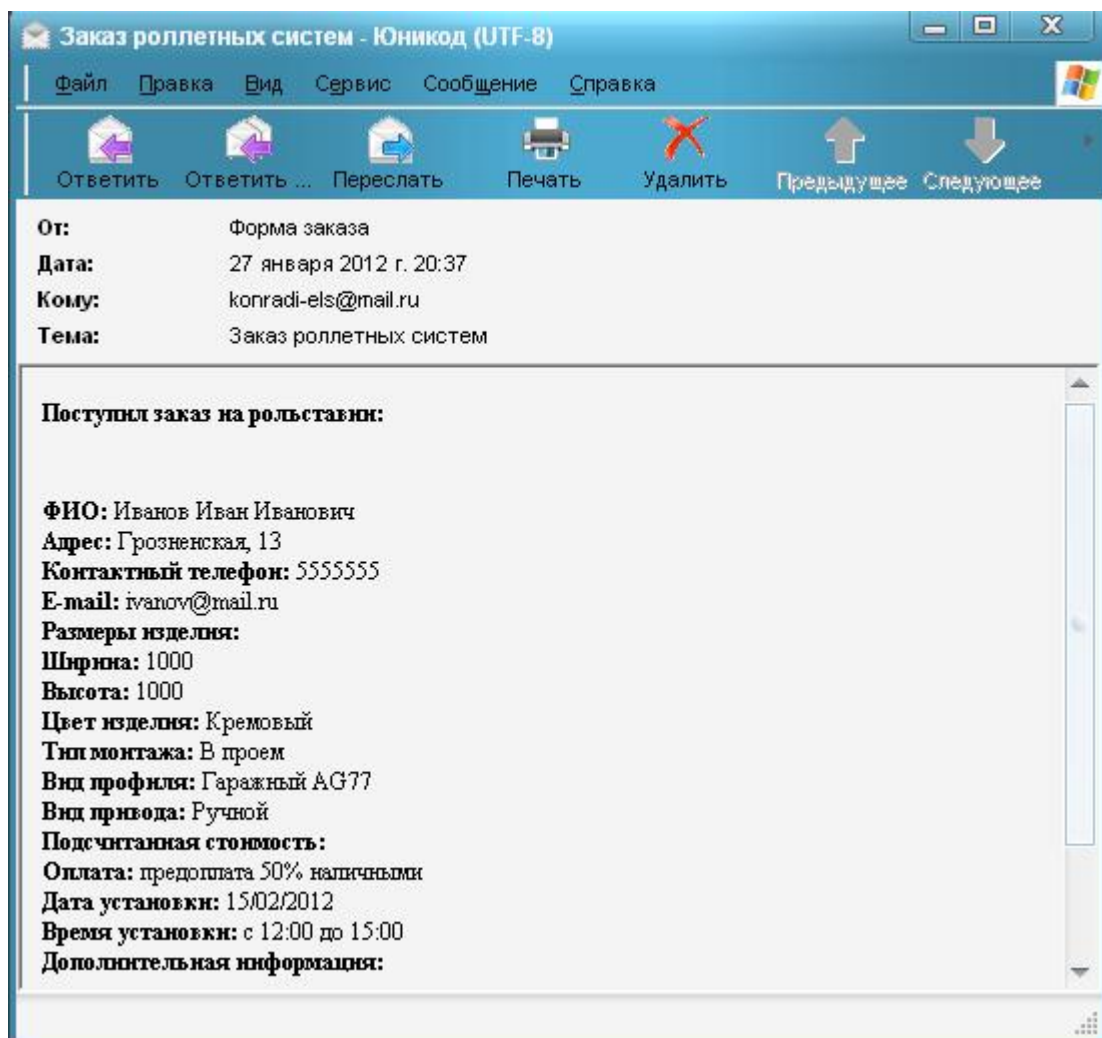 Заказ роллетных систем - Юникод (UTF-8)
Файл Правка Вид Сервис Сообщение Справка
Ответить Ответить ... Переслать Печать Удалить Предыдущее Следующее
От: Форма заказа
Дата: 27 января 2012 г. 20:37
Кому: konradi-els@mail.ru
Тема: Заказ роллетных систем
Поступил заказ на рольставни:
ФИО: Иванов Иван Иванович
Адрес: Грозненская, 13
Контактный телефон: 5555555
E-mail: ivanov@mail.ru
Размеры изделия:
Ширина: 1000
Высота: 1000
Цвет изделия: Кремовый
Тип монтажа: В проем
Вид профиля: Гаражный AG77
Вид привода: Ручной
Подсчитанная стоимость:
Оплата: предоплата 50% наличными
Дата установки: 15/02/2012
Время установки: с 12:00 до 15:00
Дополнительная информация: